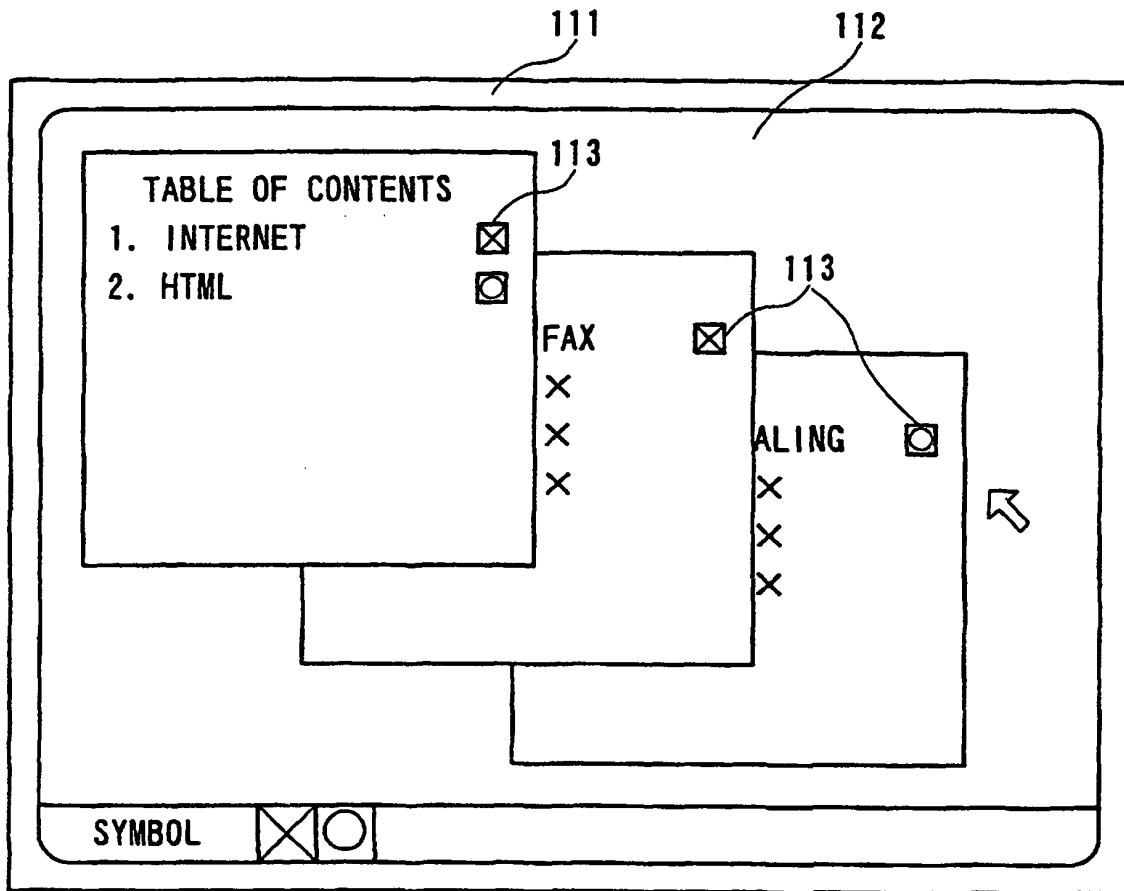 111
112
113
TABLE OF CONTENTS
1. INTERNET
2. HTML
113
FAX
×
×
×
ALING
×
×
×
SYMBOL